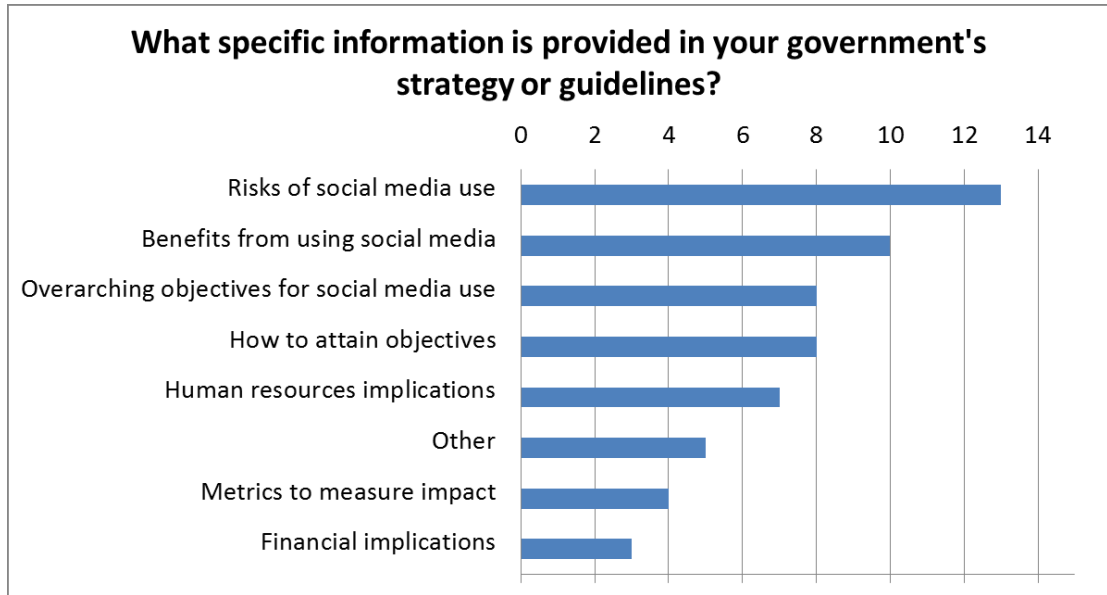 What specific information is provided in your government's
strategy or guidelines?
0 2 4 6 8 10 12 14
Risks of social media use
Benefits from using social media
Overarching objectives for social media use
How to attain objectives
Human resources implications
Other
Metrics to measure impact
Financial implications